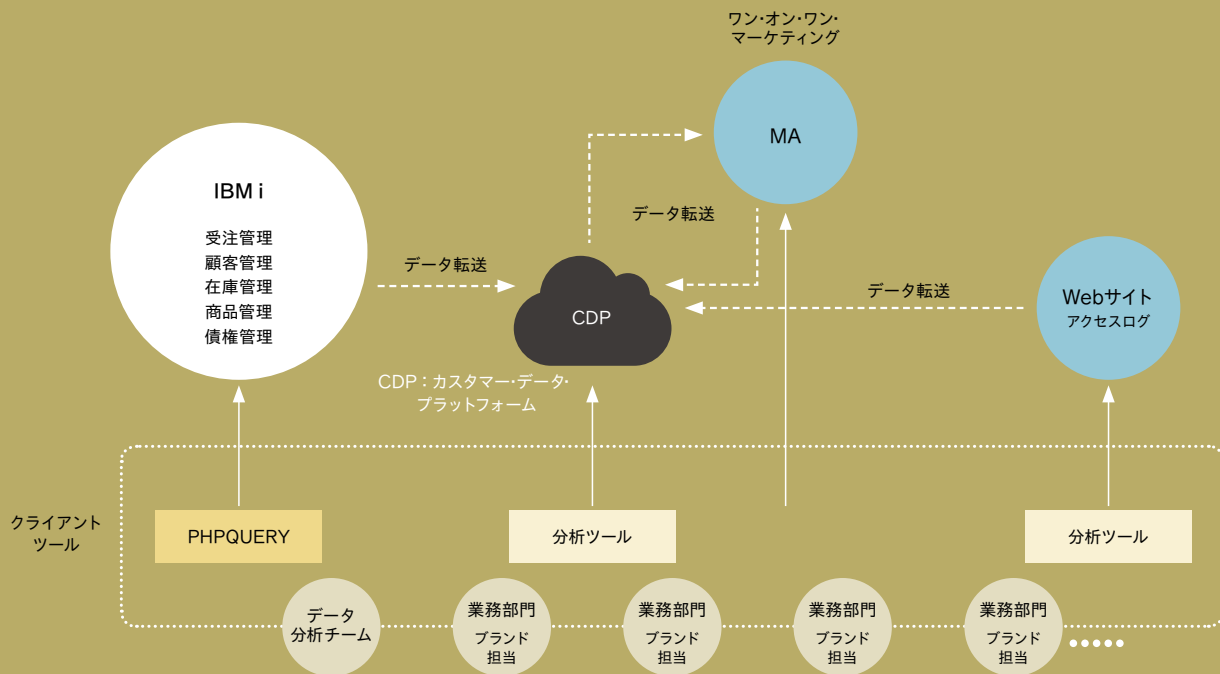 ワン・オン・ワン・
マーケティング
MA
IBM i
受注管理
顧客管理
在庫管理
商品管理
債権管理
データ転送
データ転送
データ転送
CDP
Webサイト
アクセスログ
CDP：カスタマー・データ・
プラットフォーム
クライアント
ツール
PHPQUERY
分析ツール
分析ツール
データ
分析チーム
業務部門
ブランド
担当
業務部門
ブランド
担当
業務部門
ブランド
担当
業務部門
ブランド
担当